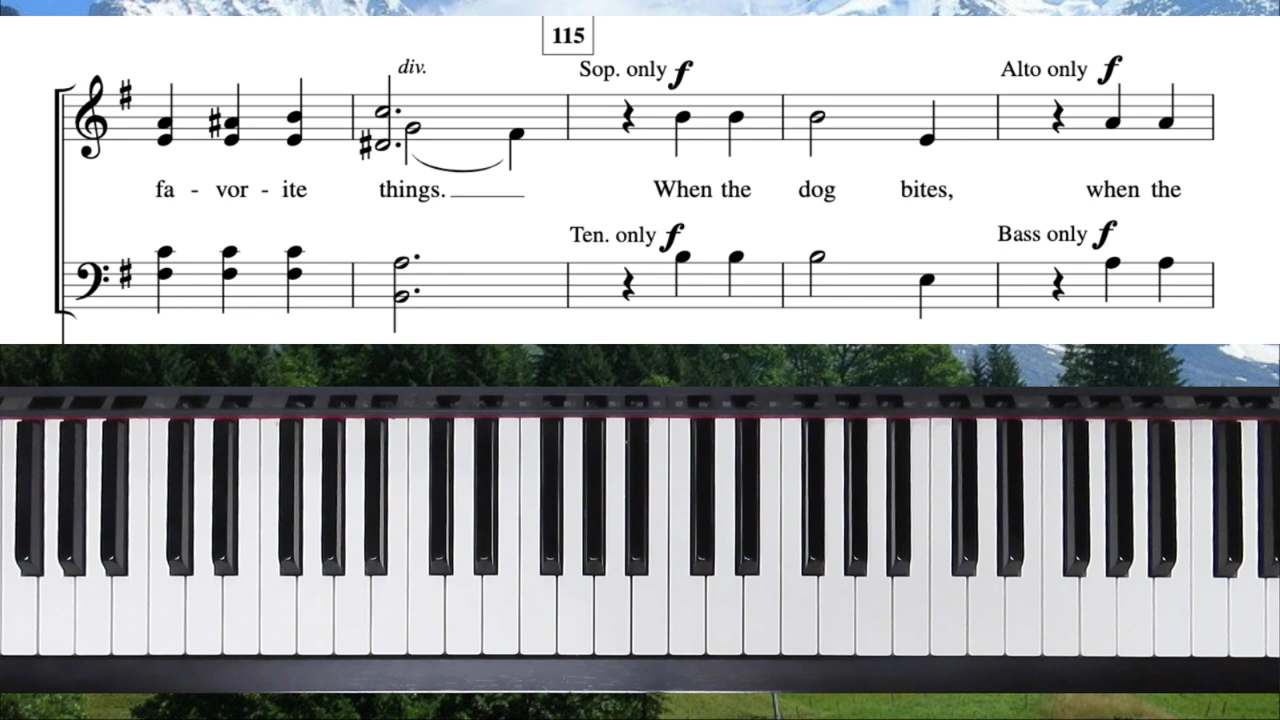 115
div.
Sop. only f
Alto only f
fa - vor - ite things. When the dog bites, when the
Ten. only f
Bass only f